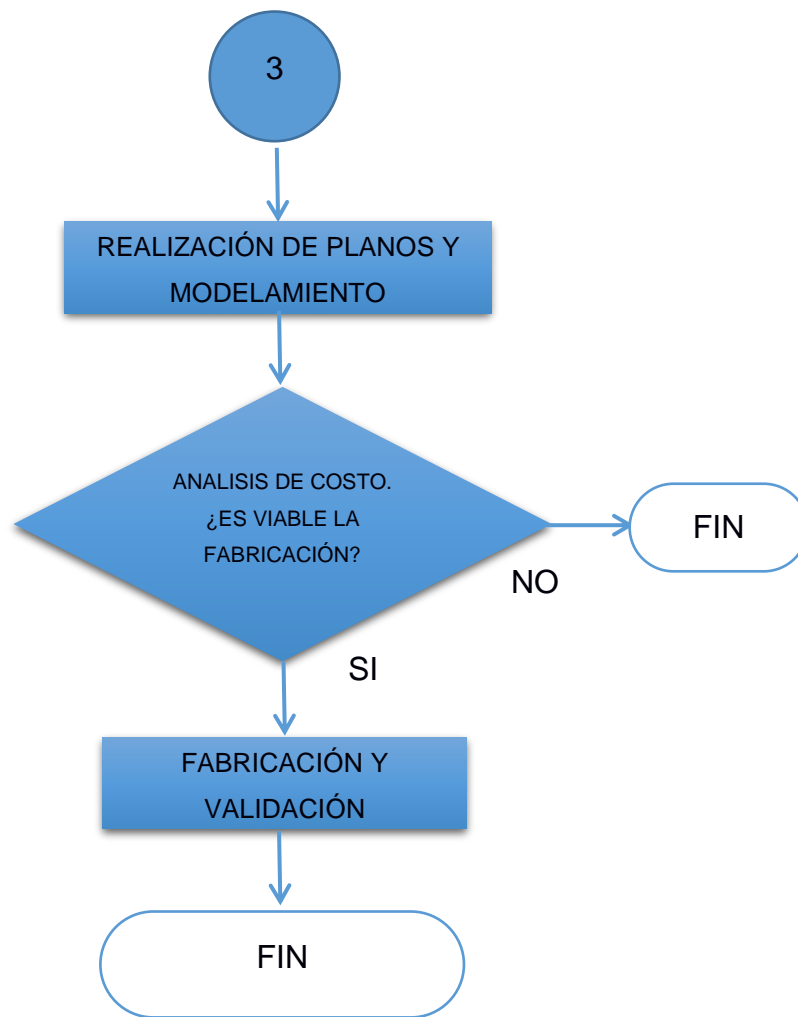 3
REALIZACIÓN DE PLANOS Y
MODELAMIENTO
ANALISIS DE COSTO.
¿ES VIABLE LA
FABRICACIÓN?
FIN
NO
SI
FABRICACIÓN Y
VALIDACIÓN
FIN